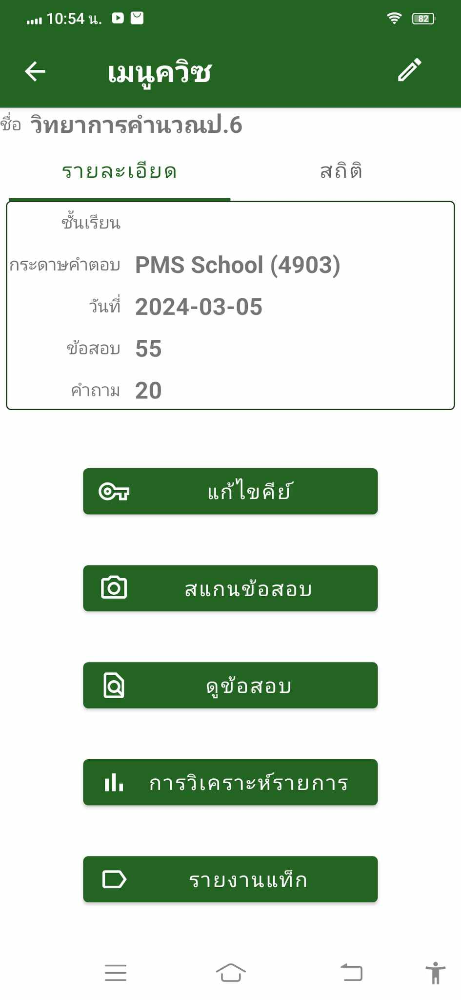 10:54 น.
82
เมนูควิซ
ชื่อ วิทยาการคำนวณป.6
รายละเอียด สถิติ
ชั้นเรียน
กระดาษคำตอบ PMS School (4903)
วันที่ 2024-03-05
ข้อสอบ 55
คำถาม 20
แก้ไขคีย์
สแกนข้อสอบ
ดูข้อสอบ
การวิเคราะห์รายการ
รายงานแท็ก